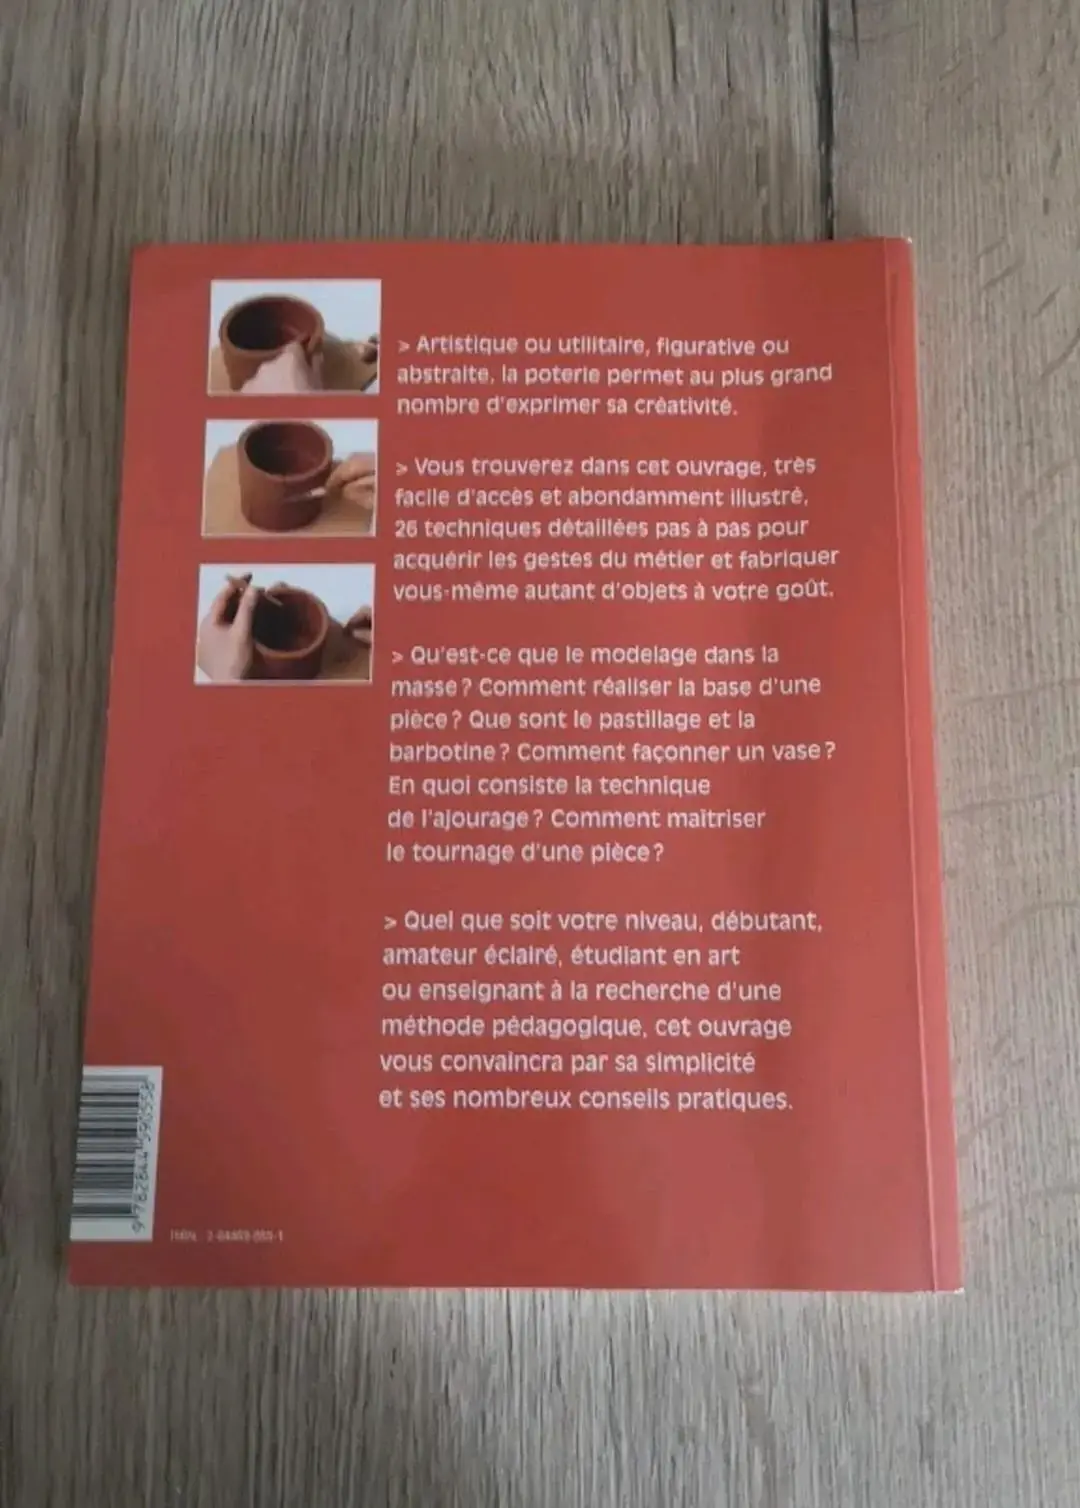 > Artistique ou utilitaire, figurative ou
abstraite, la poterie permet au plus grand
nombre d'exprimer sa créativité.
> Vous trouverez dans cet ouvrage, très
facile d'accès et abondamment illustré,
26 techniques détaillées pas à pas pour
acquérir les gestes du métier et fabriquer
vous-même autant d'objets à votre goût.
> Qu'est-ce que le modelage dans la
masse ? Comment réaliser la base d'une
pièce ? Que sont le pastillage et la
barbotine ? Comment façonner un vase ?
En quoi consiste la technique
de l'ajourage ? Comment maîtriser
le tournage d'une pièce ?
> Quel que soit votre niveau, débutant,
amateur éclairé, étudiant en art
ou enseignant à la recherche d'une
méthode pédagogique, cet ouvrage
vous convaincra par sa simplicité
et ses nombreux conseils pratiques.
9 782844 590558
ISBN